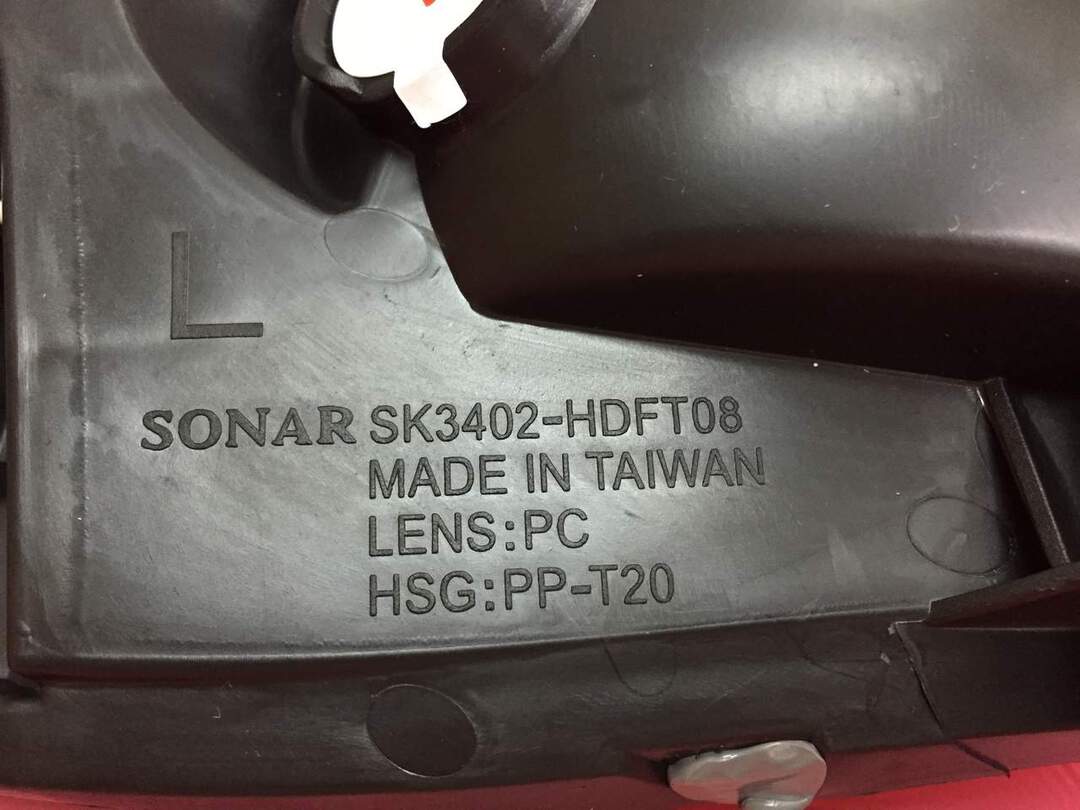 L
SONAR SK3402-HDFT08
MADE IN TAIWAN
LENS:PC
HSG:PP-T20